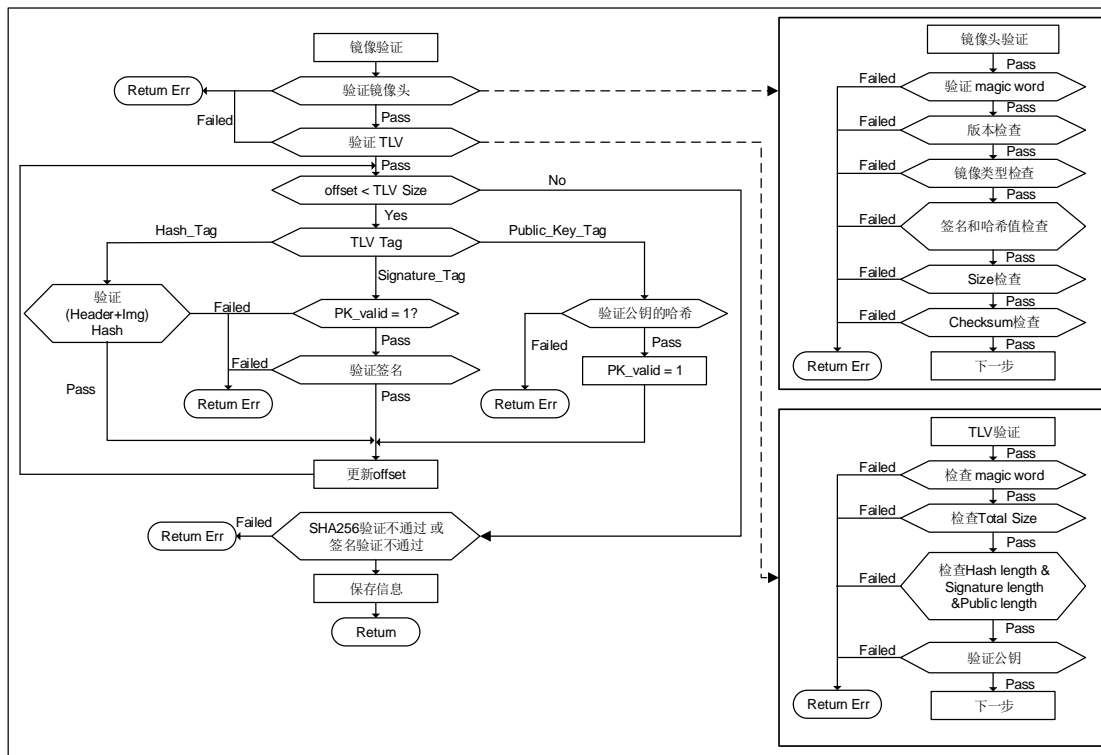 镜像验证
验证镜像头
Return Err
Failed
Pass
验证 TLV
Pass
offset < TLV Size
No
Yes
TLV Tag
Hash_Tag
Public_Key_Tag
Signature_Tag
验证
(Header+Img)
Hash
Failed
PK_valid = 1?
验证公钥的哈希
Pass
Failed
Pass
Failed
验证签名
PK_valid = 1
Pass
Return Err
Pass
Return Err
更新offset
SHA256验证不通过 或
签名验证不通过
Failed
Return Err
保存信息
Return
镜像头验证
Pass
Failed
验证 magic word
Pass
Failed
版本检查
Pass
Failed
镜像类型检查
Pass
Failed
签名和哈希值检查
Pass
Failed
Size检查
Pass
Failed
Checksum检查
Pass
Return Err
下一步
TLV验证
Pass
Failed
检查 magic word
Pass
Failed
检查Total Size
Pass
Failed
检查Hash length &
Signature length
&Public length
Pass
Failed
验证公钥
Pass
Return Err
下一步